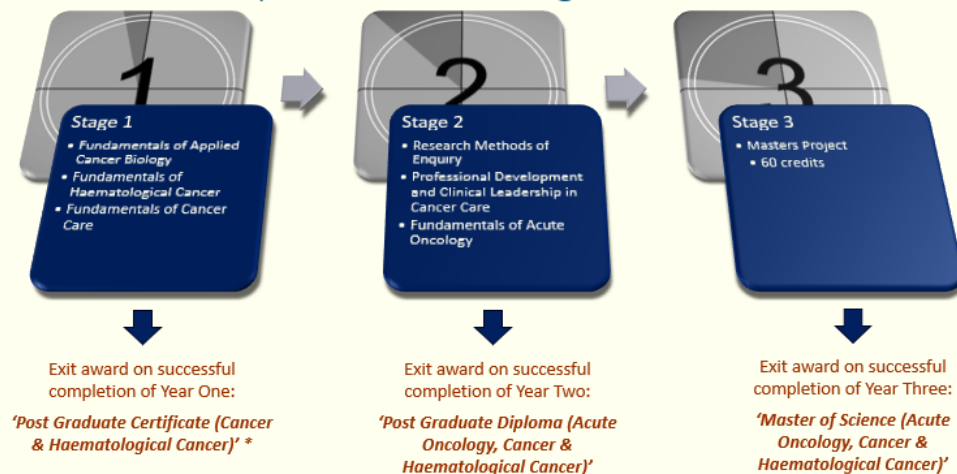 1
Stage 1
• Fundamentals of Applied
Cancer Biology
• Fundamentals of
Haematological Cancer
• Fundamentals of Cancer
Care
Exit award on successful
completion of Year One:
‘Post Graduate Certificate (Cancer
& Haematological Cancer)’ *
2
Stage 2
• Research Methods of
Enquiry
• Professional Development
and Clinical Leadership in
Cancer Care
• Fundamentals of Acute
Oncology
Exit award on successful
completion of Year Two:
‘Post Graduate Diploma (Acute
Oncology, Cancer &
Haematological Cancer)’
3
Stage 3
• Masters Project
• 60 credits
Exit award on successful
completion of Year Three:
‘Master of Science (Acute
Oncology, Cancer &
Haematological Cancer)’